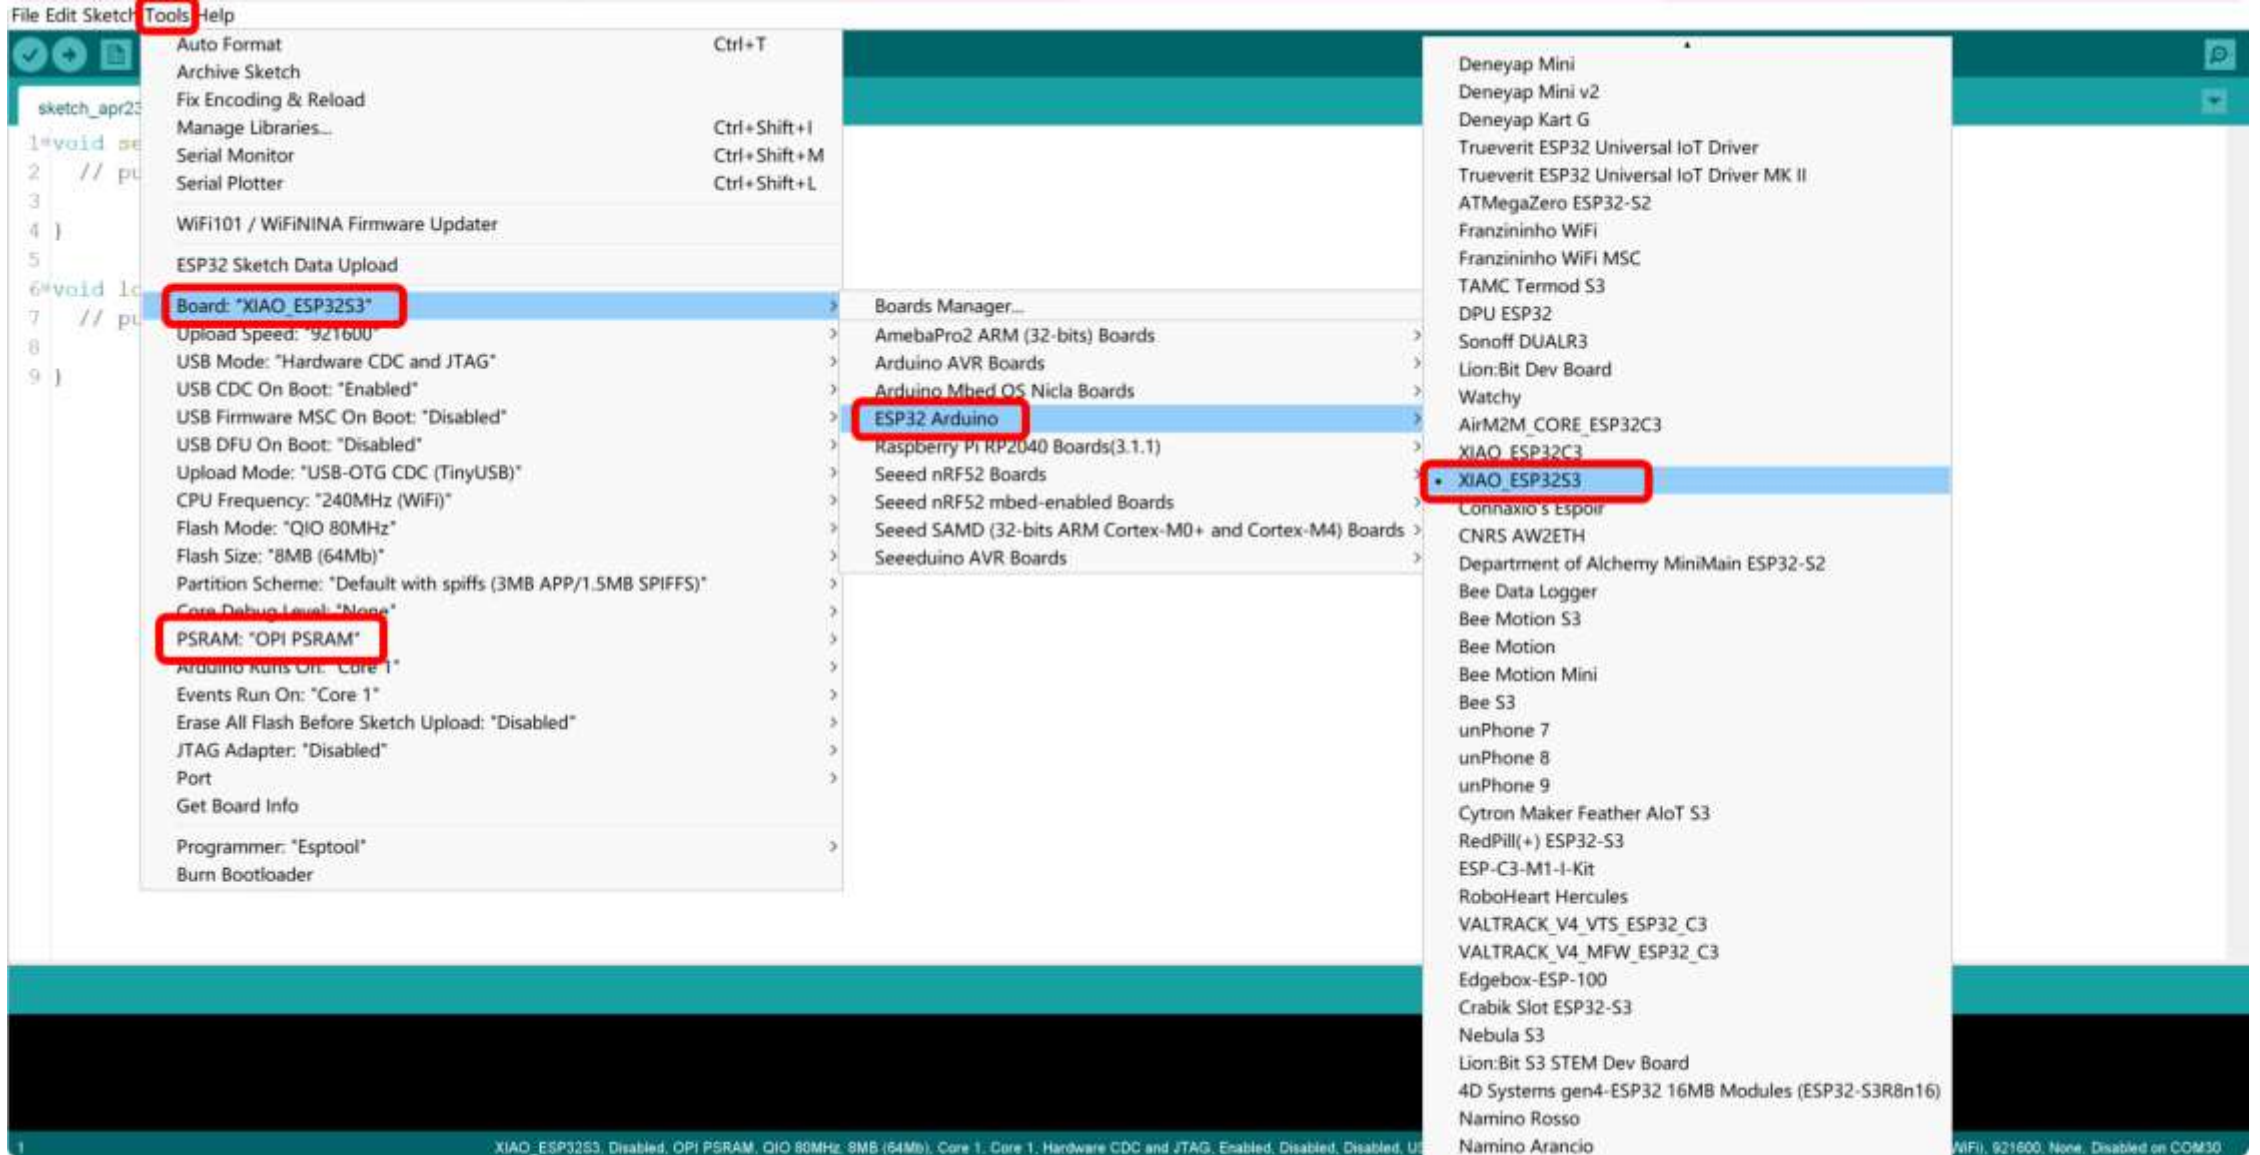 File Edit Sketch Tools Help
sketch_apr23
1 void se
2 // pu
3
4 }
5
6 void lo
7 // pu
8
9 }
Auto Format Ctrl+T
Archive Sketch
Fix Encoding & Reload
Manage Libraries... Ctrl+Shift+I
Serial Monitor Ctrl+Shift+M
Serial Plotter Ctrl+Shift+L
WiFi101 / WiFiNINA Firmware Updater
ESP32 Sketch Data Upload
Board: "XIAO_ESP32S3"
Upload Speed: "921600"
USB Mode: "Hardware CDC and JTAG"
USB CDC On Boot: "Enabled"
USB Firmware MSC On Boot: "Disabled"
USB DFU On Boot: "Disabled"
Upload Mode: "USB-OTG CDC (TinyUSB)"
CPU Frequency: "240MHz (WiFi)"
Flash Mode: "QIO 80MHz"
Flash Size: "8MB (64Mb)"
Partition Scheme: "Default with spiffs (3MB APP/1.5MB SPIFFS)"
Core Debug Level: "None"
PSRAM: "OPI PSRAM"
Arduino Runs On: "Core 1"
Events Run On: "Core 1"
Erase All Flash Before Sketch Upload: "Disabled"
JTAG Adapter: "Disabled"
Port
Get Board Info
Programmer: "Esptool"
Burn Bootloader
Boards Manager...
AmebaPro2 ARM (32-bits) Boards
Arduino AVR Boards
Arduino Mbed OS Nicla Boards
ESP32 Arduino
Raspberry Pi RP2040 Boards(3.1.1)
Seeed nRF52 Boards
Seeed nRF52 mbed-enabled Boards
Seeed SAMD (32-bits ARM Cortex-M0+ and Cortex-M4) Boards
Seeeduino AVR Boards
Deneyap Mini
Deneyap Mini v2
Deneyap Kart G
Trueverit ESP32 Universal IoT Driver
Trueverit ESP32 Universal IoT Driver MK II
ATMegaZero ESP32-S2
Franzininho WiFi
Franzininho WiFi MSC
TAMC Termod S3
DPU ESP32
Sonoff DUALR3
Lion:Bit Dev Board
Watchy
AirM2M_CORE_ESP32C3
XIAO_ESP32C3
XIAO_ESP32S3
Connaxio's Espoir
CNRS AW2ETH
Department of Alchemy MiniMain ESP32-S2
Bee Data Logger
Bee Motion S3
Bee Motion
Bee Motion Mini
Bee S3
unPhone 7
unPhone 8
unPhone 9
Cytron Maker Feather AIoT S3
RedPill(+) ESP32-S3
ESP-C3-M1-I-Kit
RoboHeart Hercules
VALTRACK_V4_VTS_ESP32_C3
VALTRACK_V4_MFW_ESP32_C3
Edgebox-ESP-100
Crabik Slot ESP32-S3
Nebula S3
Lion:Bit S3 STEM Dev Board
4D Systems gen4-ESP32 16MB Modules (ESP32-S3R8n16)
Namino Rosso
Namino Arancio
1 XIAO_ESP32S3, Disabled, OPI PSRAM, QIO 80MHz, 8MB (64Mb), Core 1, Core 1, Hardware CDC and JTAG, Enabled, Disabled, Disabled, US WiFi), 921600, None, Disabled on COM30